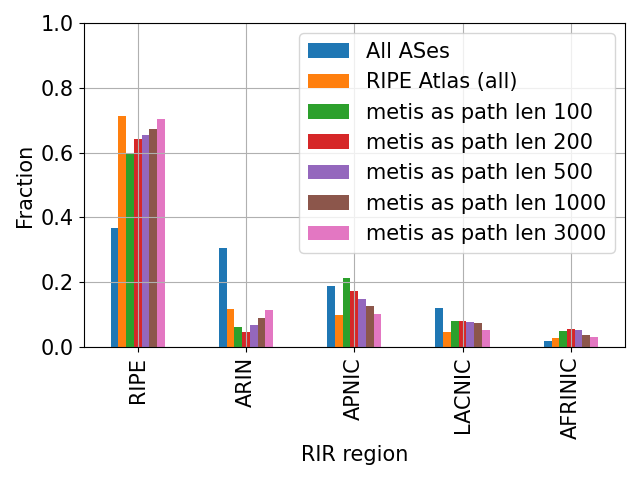 1.0
0.8
0.6
0.4
0.2
0.0
Fraction
All ASes
RIPE Atlas (all)
metis as path len 100
metis as path len 200
metis as path len 500
metis as path len 1000
metis as path len 3000
RIPE
ARIN
APNIC
LACNIC
AFRINIC
RIR region